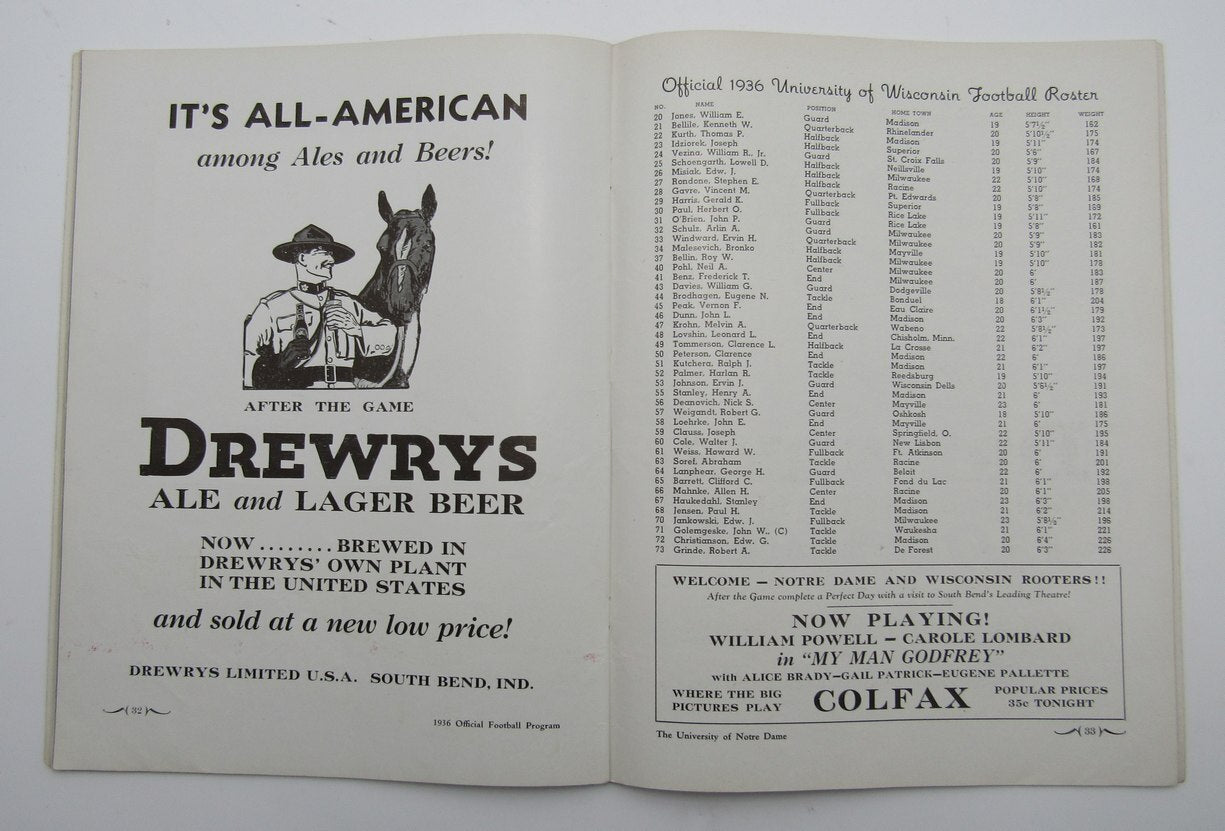 IT'S ALL-AMERICAN
among Ales and Beers!
AFTER THE GAME
DREWRYS
ALE and LAGER BEER
NOW ........ BREWED IN
DREWRYS' OWN PLANT
IN THE UNITED STATES
and sold at a new low price!
DREWRYS LIMITED U.S.A. SOUTH BEND, IND.
32
1936 Official Football Program
Official 1936 University of Wisconsin Football Roster
NO. NAME POSITION HOME TOWN AGE HEIGHT WEIGHT
20 Jones, William E. Guard Madison 19 5'7½" 162
21 Bellile, Kenneth W. Quarterback Rhinelander 20 5'10½" 175
22 Kurth, Thomas P. Halfback Madison 19 5'11" 174
23 Idziorek, Joseph Halfback Superior 20 5'6" 167
24 Vezina, William R., Jr. Guard St. Croix Falls 20 5'9" 184
25 Schoengarth, Lowell D. Halfback Neillsville 19 5'10" 174
26 Misiak, Edw. J. Halfback Milwaukee 22 5'10" 168
27 Rondone, Stephen E. Halfback Racine 22 5'10" 174
28 Gavre, Vincent M. Quarterback Pt. Edwards 20 5'8" 185
29 Harris, Gerald K. Fullback Superior 19 5'8" 169
30 Paul, Herbert O. Fullback Rice Lake 19 5'11" 172
31 O'Brien, John P. Guard Rice Lake 19 5'8" 161
32 Schulz, Arlin A. Guard Milwaukee 20 5'9" 183
33 Windward, Ervin H. Quarterback Milwaukee 20 5'9" 182
34 Malesevich, Bronko Halfback Mayville 19 5'10" 181
37 Bellin, Roy W. Halfback Milwaukee 19 5'10" 178
40 Pohl, Neil A. Center Milwaukee 20 6' 183
41 Benz, Frederick T. End Milwaukee 20 6' 187
43 Davies, William G. Guard Dodgeville 20 5'8½" 178
44 Brodhagen, Eugene N. Tackle Bonduel 18 6'1" 204
45 Peak, Vernon F. End Eau Claire 20 6'1½" 179
46 Dunn, John L. End Madison 20 6'3" 192
47 Krohn, Melvin A. Quarterback Wabeno 22 5'8½" 173
48 Lovshin, Leonard L. End Chisholm, Minn. 22 6'1" 197
49 Tommerson, Clarence L. Halfback La Crosse 21 6'2" 197
50 Peterson, Clarence End Madison 22 6' 186
51 Kutchera, Ralph J. Tackle Madison 21 6'1" 197
52 Palmer, Harlan R. Tackle Reedsburg 19 5'10" 194
53 Johnson, Ervin J. Guard Wisconsin Dells 20 5'6½" 191
55 Stanley, Henry A. End Madison 21 6' 193
56 Deanovich, Nick S. Center Mayville 23 6' 181
57 Weigandt, Robert G. Guard Oshkosh 18 5'10" 186
58 Loehrke, John E. End Mayville 21 6' 175
59 Clauss, Joseph Center Springfield, O. 22 5'10" 195
60 Cole, Walter J. Guard New Lisbon 22 5'11" 184
61 Weiss, Howard W. Fullback Ft. Atkinson 20 6' 191
63 Soref, Abraham Tackle Racine 20 6' 201
64 Lanphear, George H. Guard Beloit 22 6' 192
65 Barrett, Clifford C. Fullback Fond du Lac 21 6'1" 198
66 Mahnke, Allen H. Center Racine 20 6'1" 205
67 Haukedahl, Stanley End Madison 23 6'3" 198
68 Jensen, Paul H. Tackle Madison 21 6'2" 214
70 Jankowski, Edw. J. Fullback Milwaukee 23 5'8½" 196
71 Golemgeske, John W., (C) Tackle Waukesha 21 6'1" 221
72 Christianson, Edw. G. Tackle Madison 20 6'4" 226
73 Grinde, Robert A. Tackle De Forest 20 6'3" 226
WELCOME — NOTRE DAME AND WISCONSIN ROOTERS!!
After the Game complete a Perfect Day with a visit to South Bend's Leading Theatre!
NOW PLAYING!
WILLIAM POWELL — CAROLE LOMBARD
in "MY MAN GODFREY"
with ALICE BRADY—GAIL PATRICK—EUGENE PALLETTE
WHERE THE BIG PICTURES PLAY
COLFAX
POPULAR PRICES 35c TONIGHT
The University of Notre Dame
33